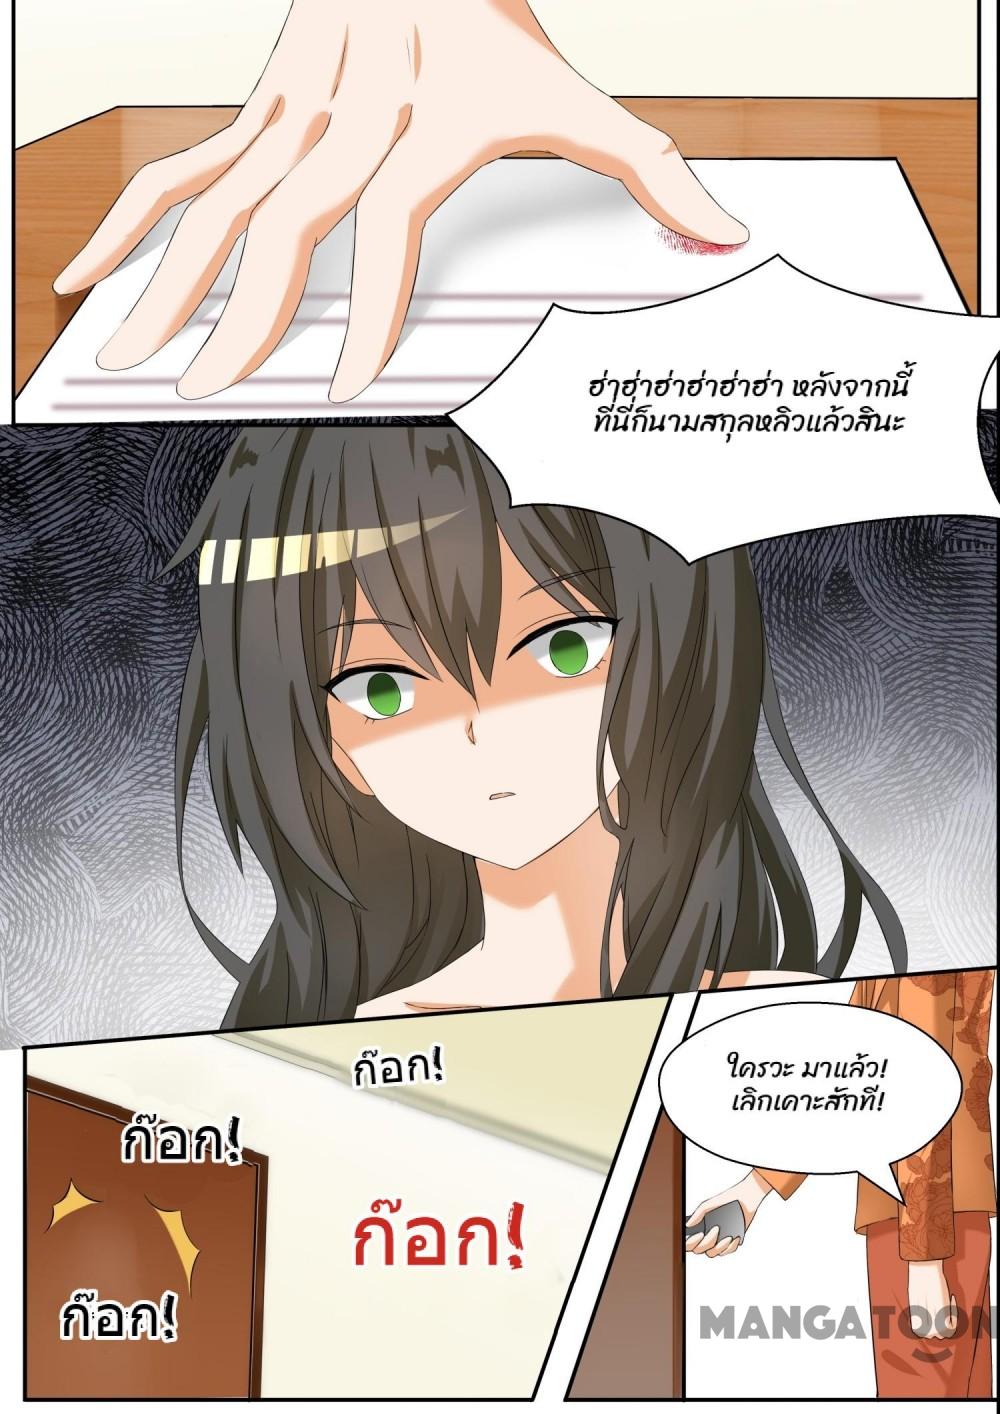 ฮ่าฮ่าฮ่าฮ่าฮ่าฮ่า หลังจากนี้
ที่นี่ก็นามสกุลหลิวแล้วสินะ
ก๊อก!
ก๊อก!
ก๊อก!
ก๊อก!
ใครวะ มาแล้ว!
เลิกเคาะสักที!
MANGATOON